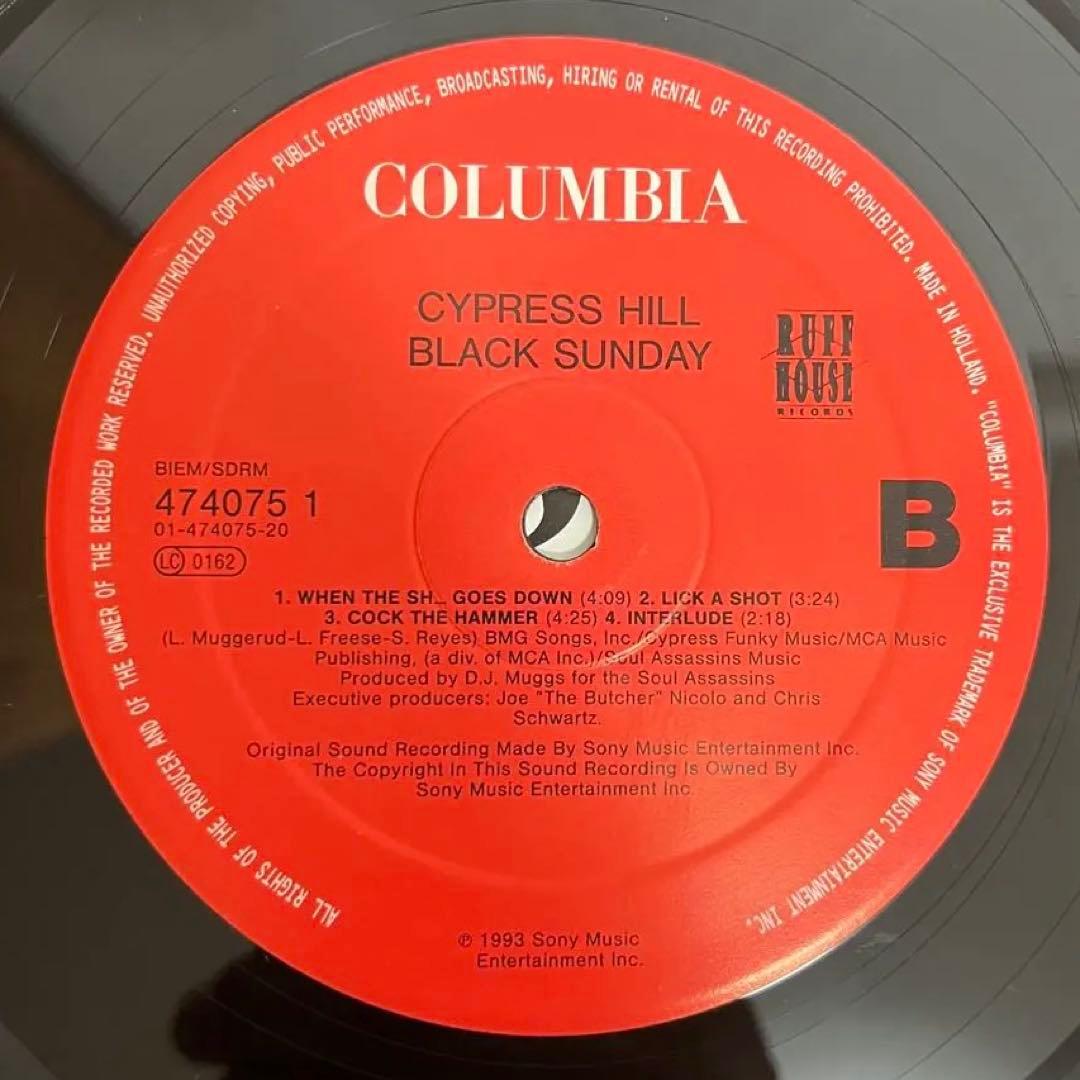 ALL RIGHTS OF THE PRODUCER AND OF THE OWNER OF THE RECORDED WORK RESERVED. UNAUTHORIZED COPYING, PUBLIC PERFORMANCE, BROADCASTING, HIRING OR RENTAL OF THIS RECORDING PROHIBITED. MADE IN HOLLAND. "COLUMBIA" IS THE EXCLUSIVE TRADEMARK OF SONY MUSIC ENTERTAINMENT INC.
COLUMBIA
CYPRESS HILL
BLACK SUNDAY
RUFF
HOUSE
RECORDS
BIEM/SDRM
474075 1
01-474075-20
LC 0162
B
1. WHEN THE SH... GOES DOWN (4:09) 2. LICK A SHOT (3:24)
3. COCK THE HAMMER (4:25) 4. INTERLUDE (2:18)
(L. Muggerud-L. Freese-S. Reyes) BMG Songs, Inc./Cypress Funky Music/MCA Music
Publishing, (a div. of MCA Inc.)/Soul Assassins Music
Produced by D.J. Muggs for the Soul Assassins
Executive producers: Joe "The Butcher" Nicolo and Chris
Schwartz.
Original Sound Recording Made By Sony Music Entertainment Inc.
The Copyright In This Sound Recording Is Owned By
Sony Music Entertainment Inc.
℗ 1993 Sony Music
Entertainment Inc.